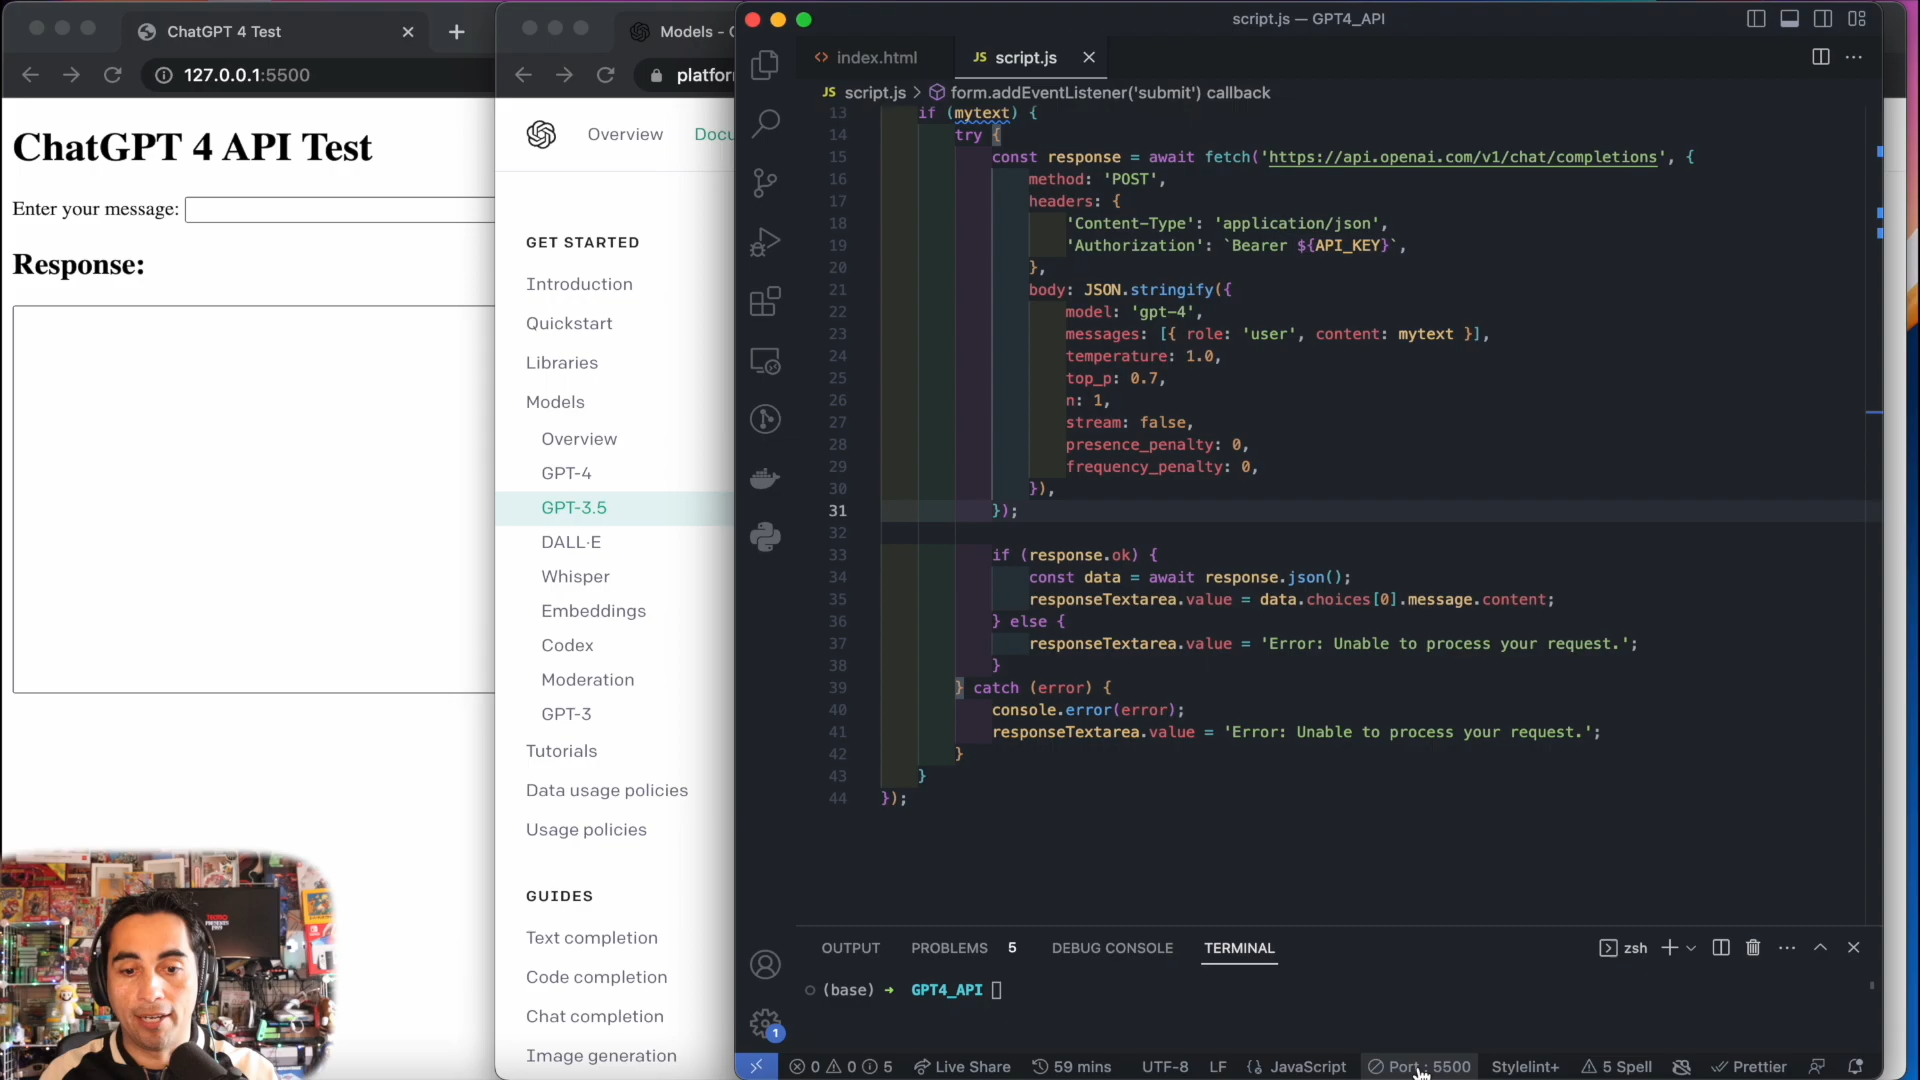 ChatGPT 4 Test
127.0.0.1:5500
ChatGPT 4 API Test
Enter your message:
Response:
Models - 
platfor
Overview
Docu
GET STARTED
Introduction
Quickstart
Libraries
Models
Overview
GPT-4
GPT-3.5
DALL·E
Whisper
Embeddings
Codex
Moderation
GPT-3
Tutorials
Data usage policies
Usage policies
GUIDES
Text completion
Code completion
Chat completion
Image generation
script.js — GPT4_API
<> index.html
JS script.js
JS script.js > form.addEventListener('submit') callback
13 if (mytext) {
14 try {
15 const response = await fetch('https://api.openai.com/v1/chat/completions', {
16 method: 'POST',
17 headers: {
18 'Content-Type': 'application/json',
19 'Authorization': `Bearer ${API_KEY}`,
20 },
21 body: JSON.stringify({
22 model: 'gpt-4',
23 messages: [{ role: 'user', content: mytext }],
24 temperature: 1.0,
25 top_p: 0.7,
26 n: 1,
27 stream: false,
28 presence_penalty: 0,
29 frequency_penalty: 0,
30 }),
31 });
32
33 if (response.ok) {
34 const data = await response.json();
35 responseTextarea.value = data.choices[0].message.content;
36 } else {
37 responseTextarea.value = 'Error: Unable to process your request.';
38 }
39 } catch (error) {
40 console.error(error);
41 responseTextarea.value = 'Error: Unable to process your request.';
42 }
43 }
44 });
OUTPUT PROBLEMS 5 DEBUG CONSOLE TERMINAL
zsh
(base) → GPT4_API
1
0 0 5 Live Share 59 mins UTF-8 LF {} JavaScript Port : 5500 Stylelint+ 5 Spell Prettier